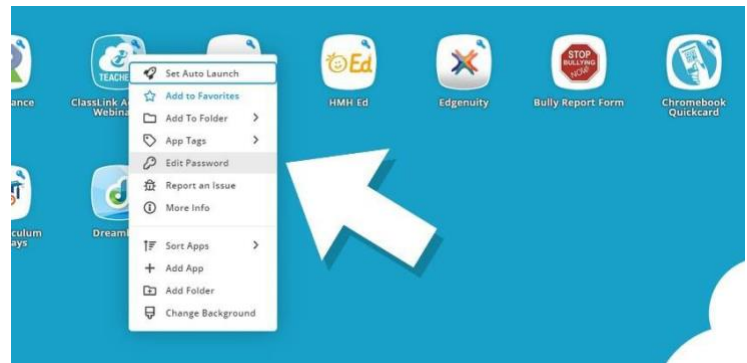 TEACHE
Ed
STOP
BULLYING
NOW
ance
ClassLink A
Webina
HMH Ed
Edgenuity
Bully Report Form
Chromebook
Quickcard
Set Auto Launch
Add to Favorites
Add To Folder
App Tags
Edit Password
Report an Issue
More Info
Sort Apps
Add App
Add Folder
Change Background
culum
ays
Dream